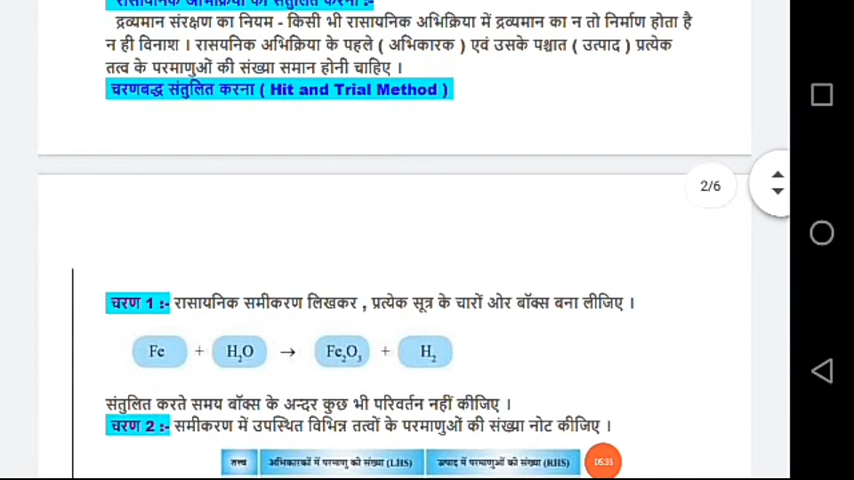 रासायनिक अभिक्रिया को संतुलित करना :-
द्रव्यमान संरक्षण का नियम - किसी भी रासायनिक अभिक्रिया में द्रव्यमान का न तो निर्माण होता है
न ही विनाश । रासयनिक अभिक्रिया के पहले ( अभिकारक ) एवं उसके पश्चात ( उत्पाद ) प्रत्येक
तत्व के परमाणुओं की संख्या समान होनी चाहिए ।
चरणबद्ध संतुलित करना ( Hit and Trial Method )
2/6
चरण 1 :- रासायनिक समीकरण लिखकर , प्रत्येक सूत्र के चारों ओर बॉक्स बना लीजिए ।
Fe + H₂O → Fe₂O₃ + H₂
संतुलित करते समय बॉक्स के अन्दर कुछ भी परिवर्तन नहीं कीजिए ।
चरण 2 :- समीकरण में उपस्थित विभिन्न तत्वों के परमाणुओं की संख्या नोट कीजिए ।
तत्त्व अभिकारकों में परमाणु की संख्या (LHS) उत्पाद में परमाणुओं की संख्या (RHS) 05:35